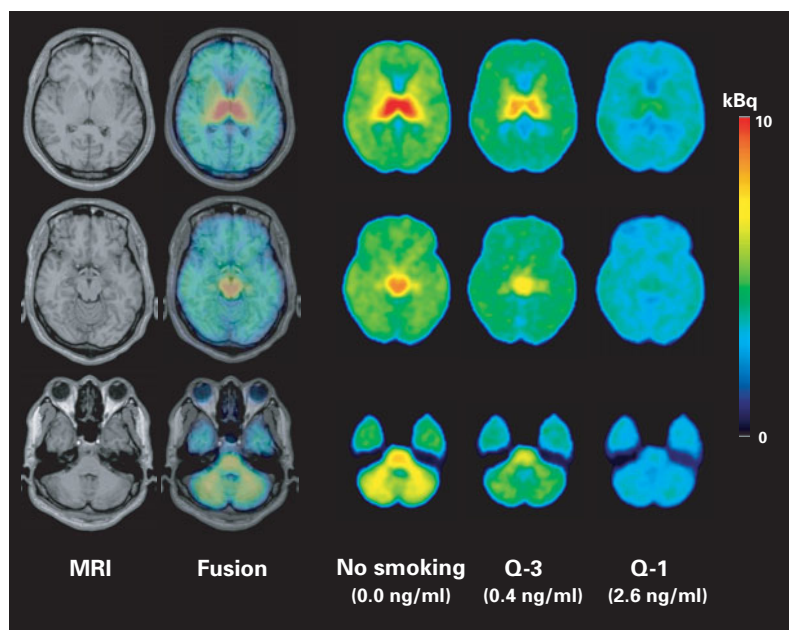 kBq
10
0
MRI Fusion No smoking Q-3 Q-1
(0.0 ng/ml) (0.4 ng/ml) (2.6 ng/ml)